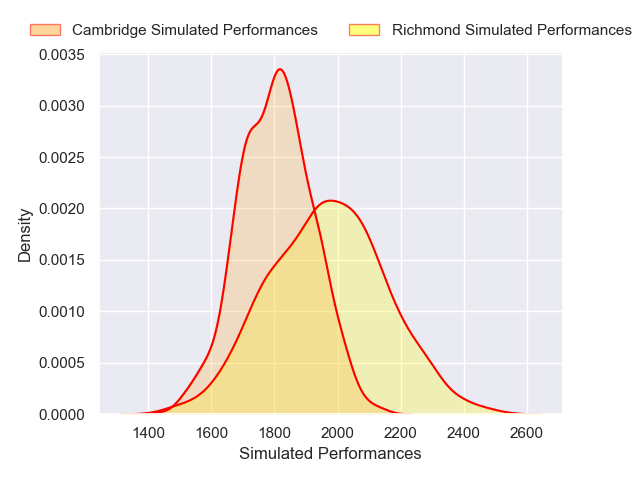 Cambridge Simulated Performances Richmond Simulated Performances
0.0035
0.0030
0.0025
0.0020
0.0015
0.0010
0.0005
0.0000
Density
1400 1600 1800 2000 2200 2400 2600
Simulated Performances